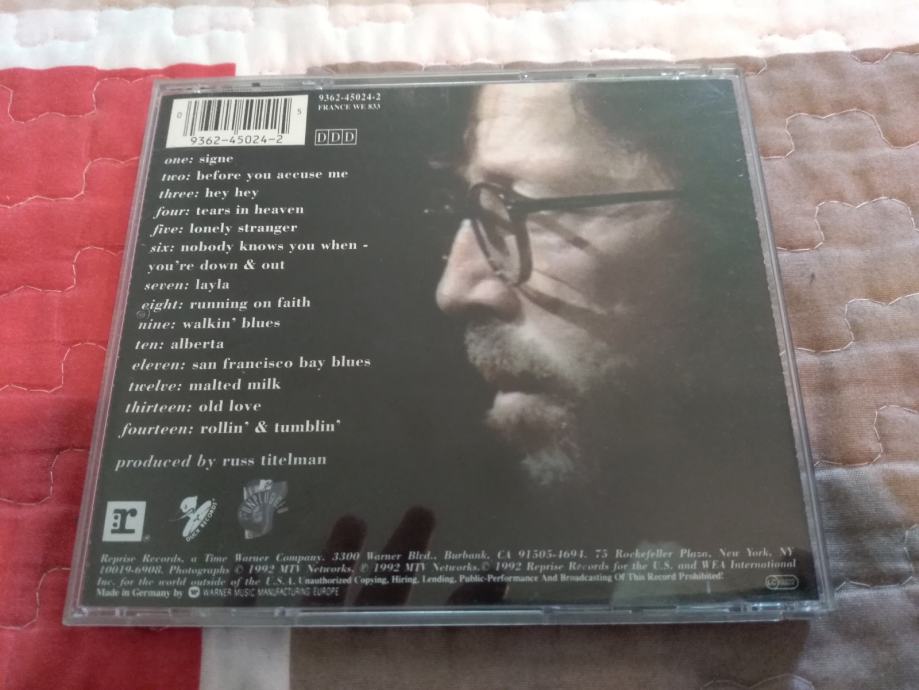 9362-45024-2
FRANCE WE 833
0 5
9362-45024-2
DDD
one: signe
two: before you accuse me
three: hey hey
four: tears in heaven
five: lonely stranger
six: nobody knows you when -
you're down & out
seven: layla
eight: running on faith
nine: walkin' blues
ten: alberta
eleven: san francisco bay blues
twelve: malted milk
thirteen: old love
fourteen: rollin' & tumblin'
produced by russ titelman
r
DUCK RECORDS
UNPLUGGED
Reprise Records, a Time Warner Company. 3300 Warner Blvd., Burbank, CA 91505-4694. 75 Rockefeller Plaza, New York, NY
10019-6908. Photographs © 1992 MTV Networks. ℗ 1992 MTV Networks. © 1992 Reprise Records for the U.S. and WEA International
Inc. for the world outside of the U.S.A. Unauthorized Copying, Hiring, Lending, Public-Performance And Broadcasting Of This Record Prohibited!
Made in Germany by WARNER MUSIC MANUFACTURING EUROPE